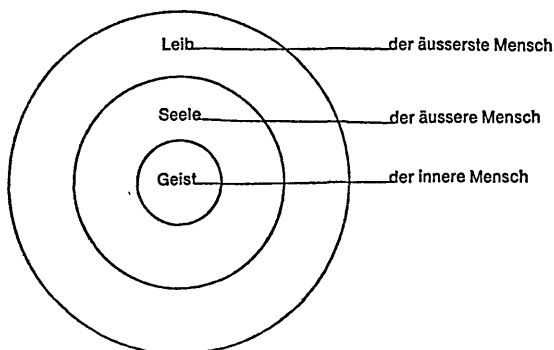 Leib der äusserste Mensch
Seele der äussere Mensch
Geist der innere Mensch